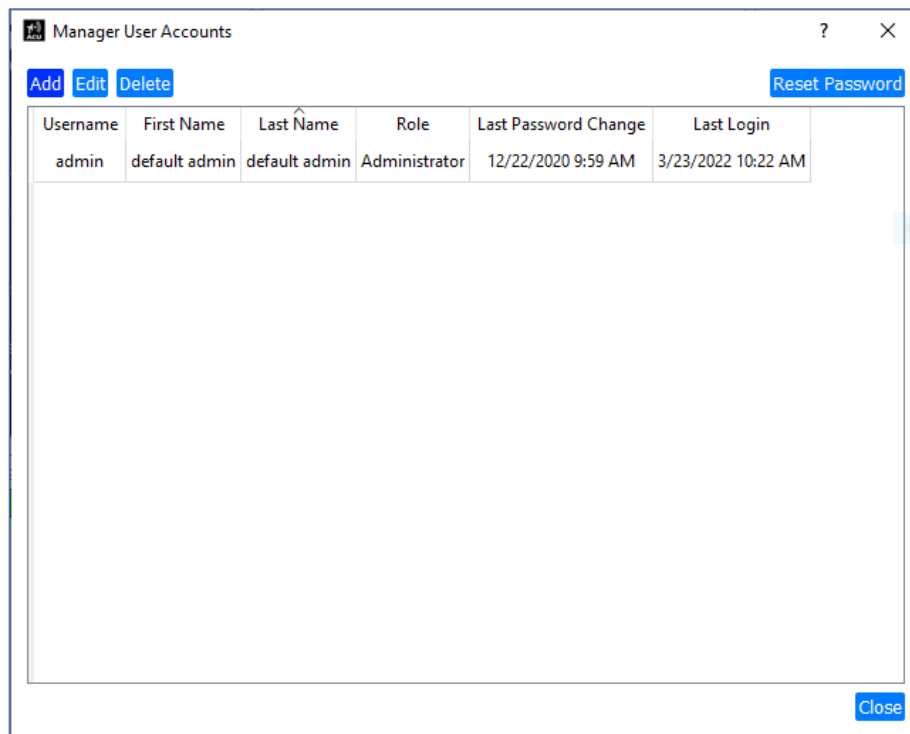 ACU Manager User Accounts ?
Add Edit Delete Reset Password
Username First Name Last Name Role Last Password Change Last Login
admin default admin default admin Administrator 12/22/2020 9:59 AM 3/23/2022 10:22 AM
Close